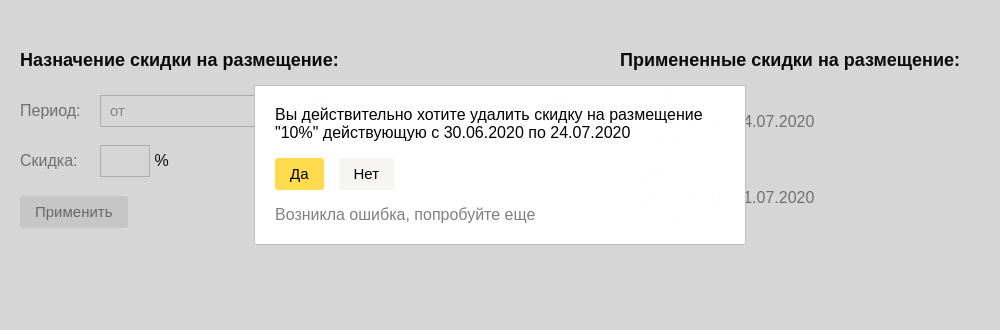 Назначение скидки на размещение:
Примененные скидки на размещение:
Период:
от
Вы действительно хотите удалить скидку на размещение
"10%" действующую с 30.06.2020 по 24.07.2020
4.07.2020
Скидка:
%
Да
Нет
1.07.2020
Применить
Возникла ошибка, попробуйте еще